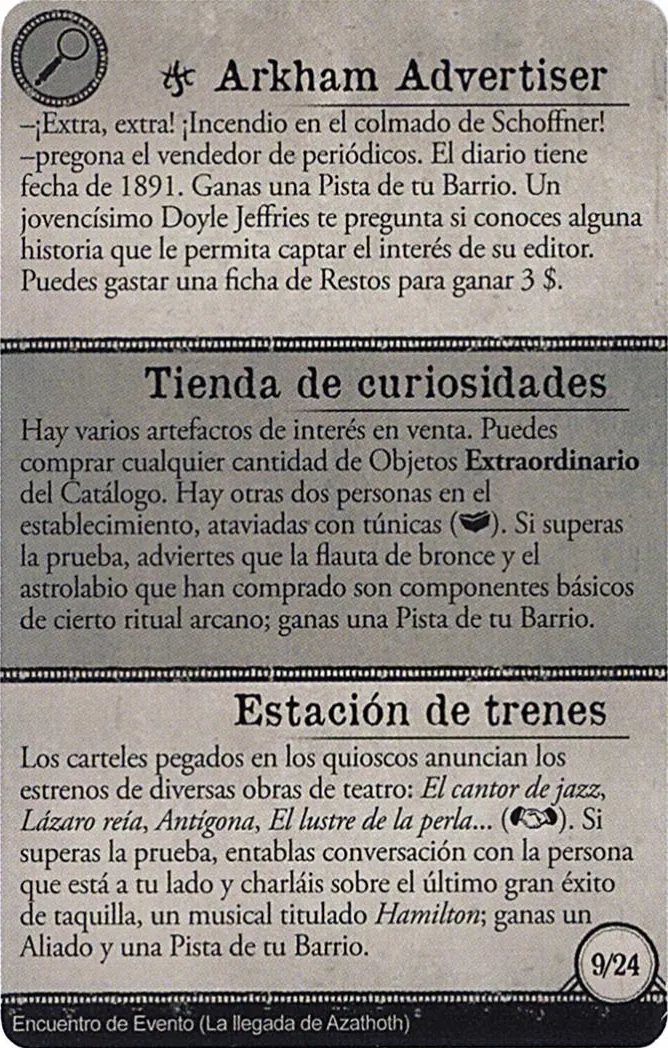 Arkham Advertiser
–¡Extra, extra! ¡Incendio en el colmado de Schoffner!
–pregona el vendedor de periódicos. El diario tiene
fecha de 1891. Ganas una Pista de tu Barrio. Un
jovencísimo Doyle Jeffries te pregunta si conoces alguna
historia que le permita captar el interés de su editor.
Puedes gastar una ficha de Restos para ganar 3 $.
Tienda de curiosidades
Hay varios artefactos de interés en venta. Puedes
comprar cualquier cantidad de Objetos Extraordinario
del Catálogo. Hay otras dos personas en el
establecimiento, ataviadas con túnicas (). Si superas
la prueba, adviertes que la flauta de bronce y el
astrolabio que han comprado son componentes básicos
de cierto ritual arcano; ganas una Pista de tu Barrio.
Estación de trenes
Los carteles pegados en los quioscos anuncian los
estrenos de diversas obras de teatro: El cantor de jazz,
Lázaro reía, Antígona, El lustre de la perla... (). Si
superas la prueba, entablas conversación con la persona
que está a tu lado y charláis sobre el último gran éxito
de taquilla, un musical titulado Hamilton; ganas un
Aliado y una Pista de tu Barrio.
9/24
Encuentro de Evento (La llegada de Azathoth)